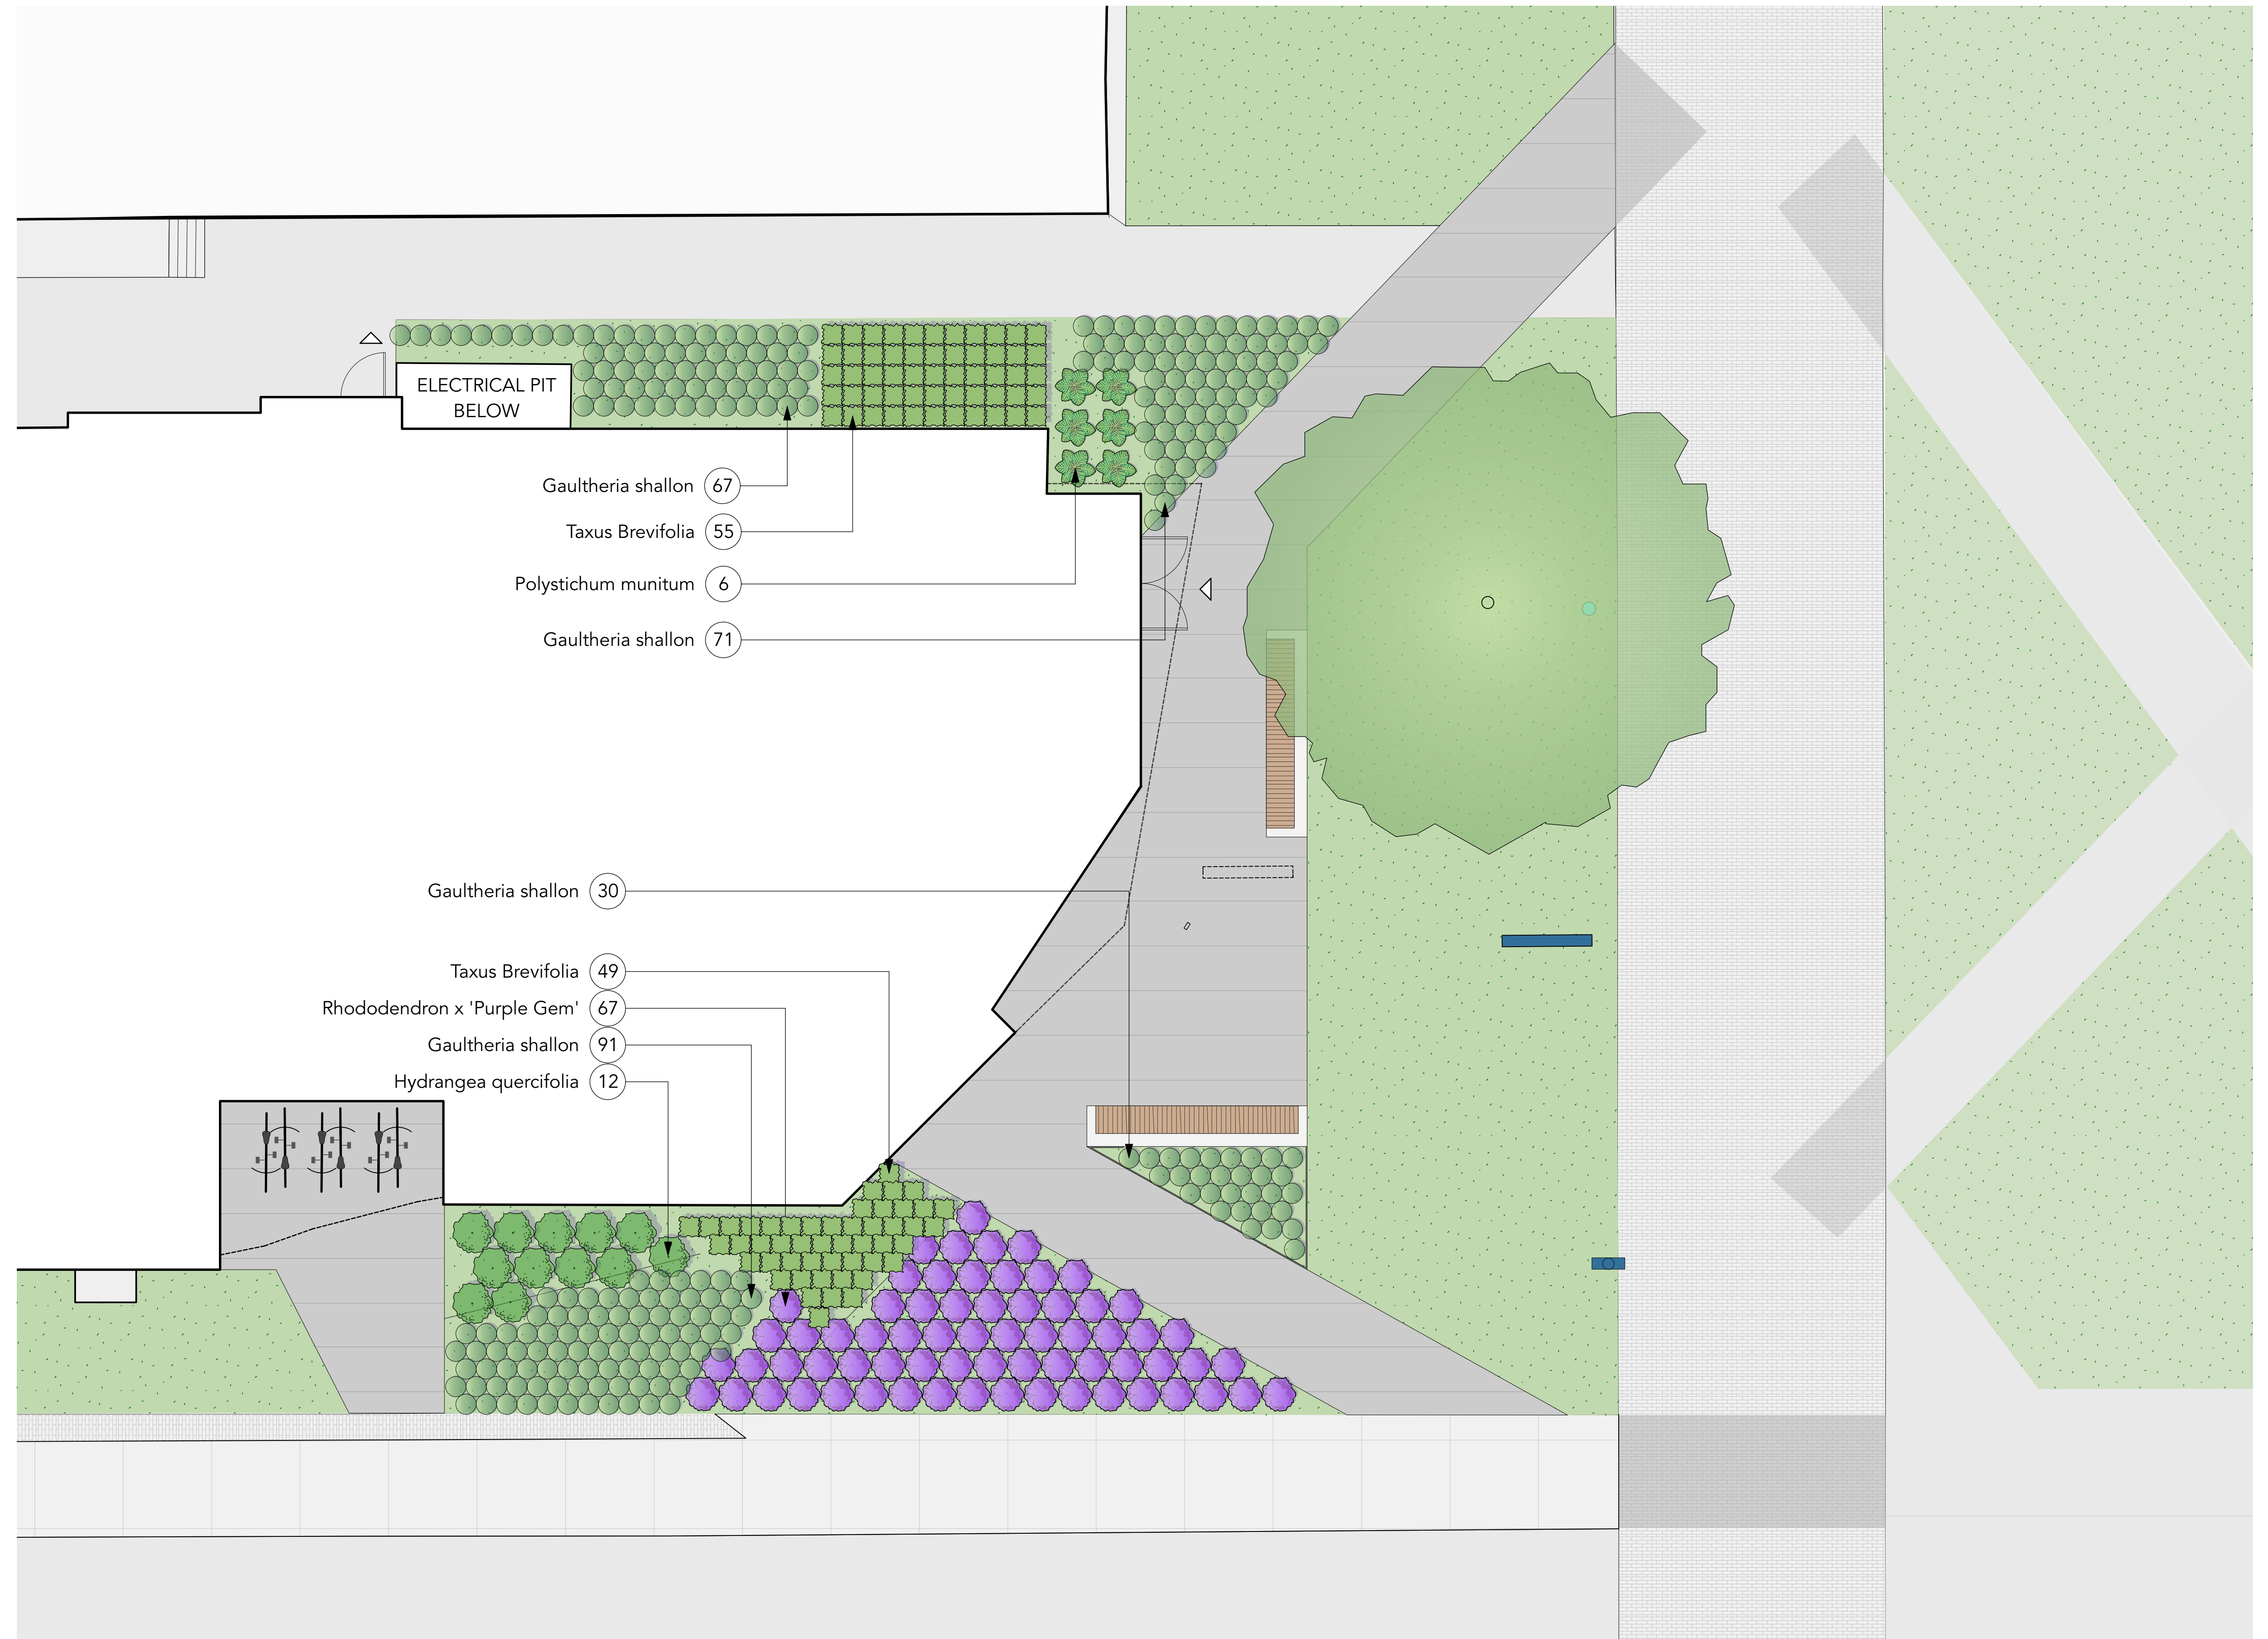 ELECTRICAL PIT
BELOW
Gaultheria shallon 67
Taxus Brevifolia 55
Polystichum munitum 6
Gaultheria shallon 71
Gaultheria shallon 30
Taxus Brevifolia 49
Rhododendron x 'Purple Gem' 67
Gaultheria shallon 91
Hydrangea quercifolia 12